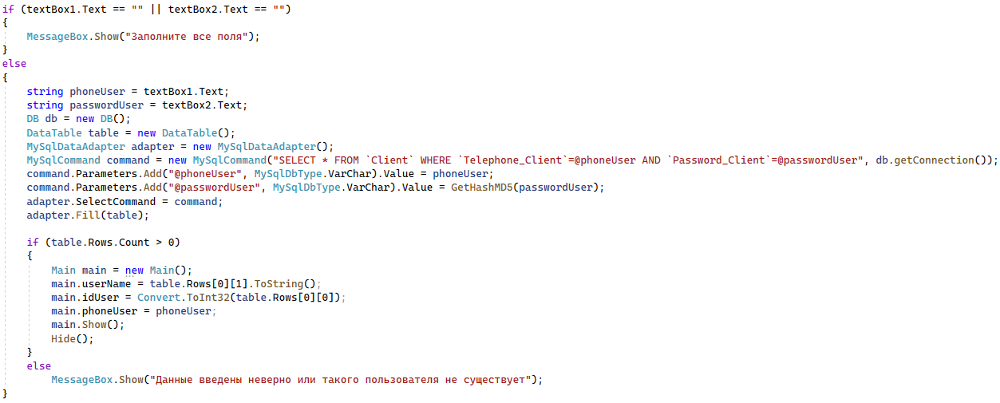 if (textBox1.Text == "" || textBox2.Text == "")
{
    MessageBox.Show("Заполните все поля");
}
else
{
    string phoneUser = textBox1.Text;
    string passwordUser = textBox2.Text;
    DB db = new DB();
    DataTable table = new DataTable();
    MySqlDataAdapter adapter = new MySqlDataAdapter();
    MySqlCommand command = new MySqlCommand("SELECT * FROM `Client` WHERE `Telephone_Client`=@phoneUser AND `Password_Client`=@passwordUser", db.getConnection());
    command.Parameters.Add("@phoneUser", MySqlDbType.VarChar).Value = phoneUser;
    command.Parameters.Add("@passwordUser", MySqlDbType.VarChar).Value = GetHashMD5(passwordUser);
    adapter.SelectCommand = command;
    adapter.Fill(table);

    if (table.Rows.Count > 0)
    {
        Main main = new Main();
        main.userName = table.Rows[0][1].ToString();
        main.idUser = Convert.ToInt32(table.Rows[0][0]);
        main.phoneUser = phoneUser;
        main.Show();
        Hide();
    }
    else
        MessageBox.Show("Данные введены неверно или такого пользователя не существует");
}